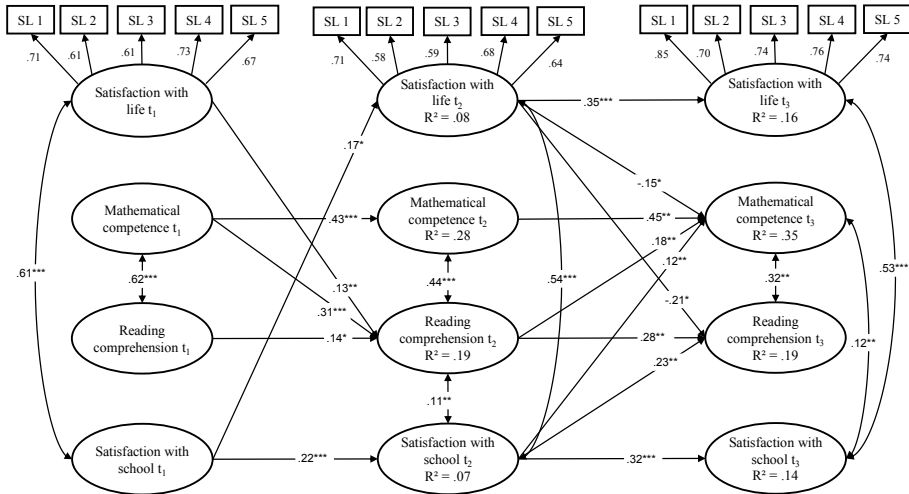 SL 1
SL 2
SL 3
SL 4
SL 5
SL 1
SL 2
SL 3
SL 4
SL 5
SL 1
SL 2
SL 3
SL 4
SL 5
.71
.61
.61
.73
.67
.71
.58
.59
.68
.64
.85
.70
.74
.76
.74
Satisfaction with
life t₁
Satisfaction with
life t₂
R² = .08
Satisfaction with
life t₃
R² = .16
.35***
.17*
-.15*
Mathematical
competence t₁
Mathematical
competence t₂
R² = .28
Mathematical
competence t₃
R² = .35
.43***
.45**
.18**
.12**
.61***
.62***
.13**
.44***
.54***
.32**
.53***
.31***
-.21*
Reading
comprehension t₁
Reading
comprehension t₂
R² = .19
Reading
comprehension t₃
R² = .19
.14*
.28**
.12**
.23**
.11**
Satisfaction with
school t₁
Satisfaction with
school t₂
R² = .07
Satisfaction with
school t₃
R² = .14
.22***
.32***